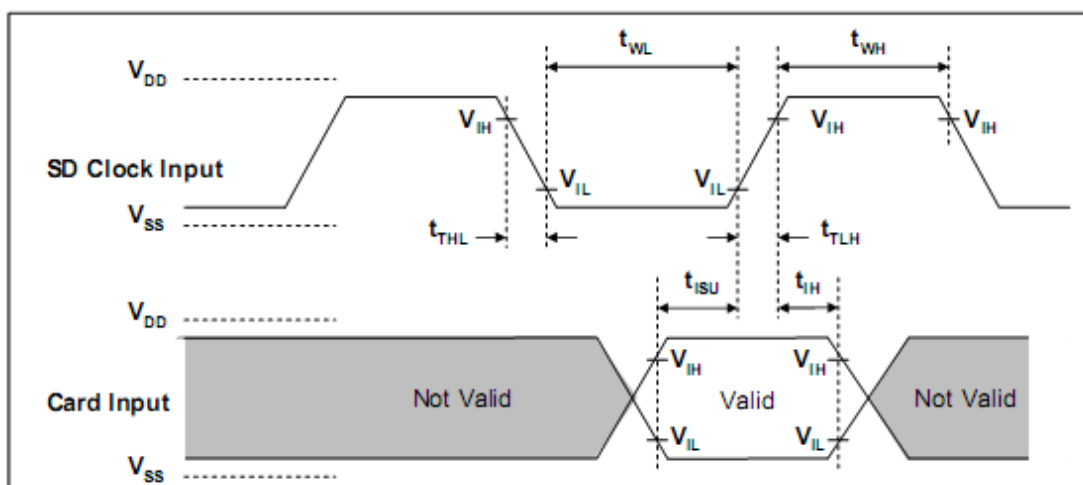 t_WL t_WH
V_DD
V_IH V_IH V_IH
SD Clock Input
V_IL V_IL
V_SS
t_THL t_TLH
t_ISU t_IH
V_DD
V_IH V_IH
Card Input Not Valid Valid Not Valid
V_IL V_IL
V_SS